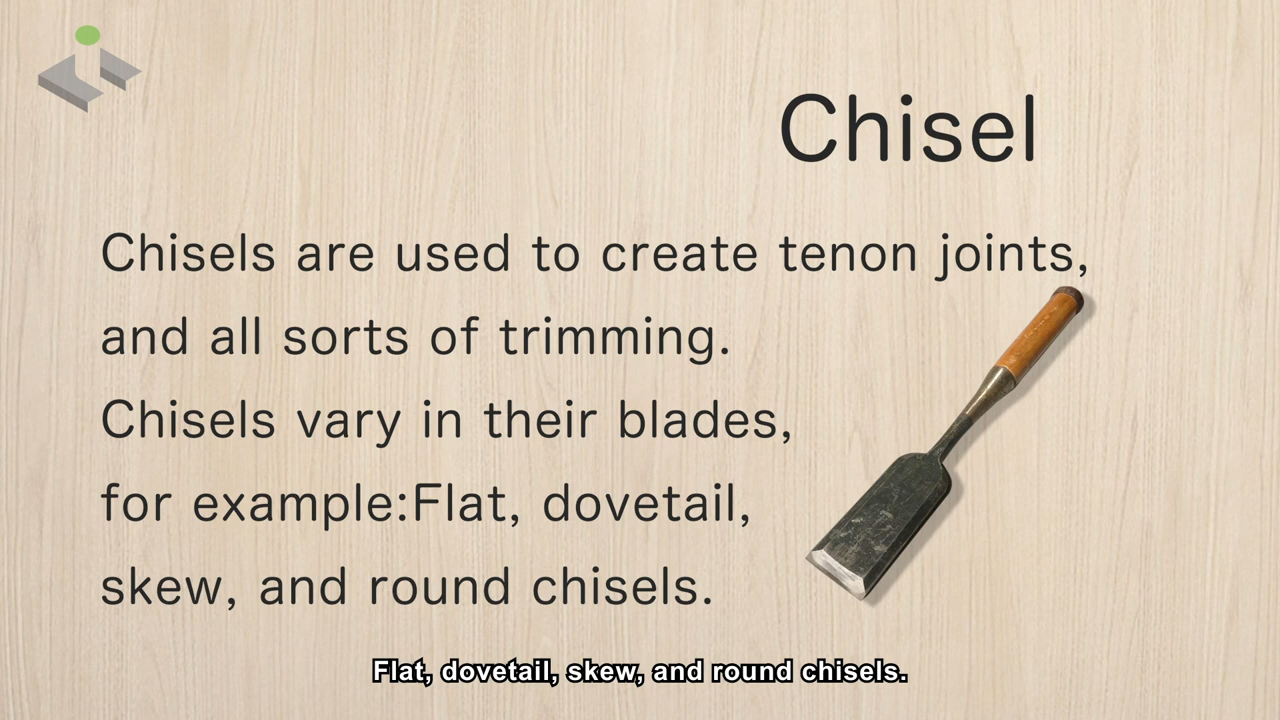 Chisel
Chisels are used to create tenon joints,
and all sorts of trimming.
Chisels vary in their blades,
for example:Flat, dovetail,
skew, and round chisels.
Flat, dovetail, skew, and round chisels.